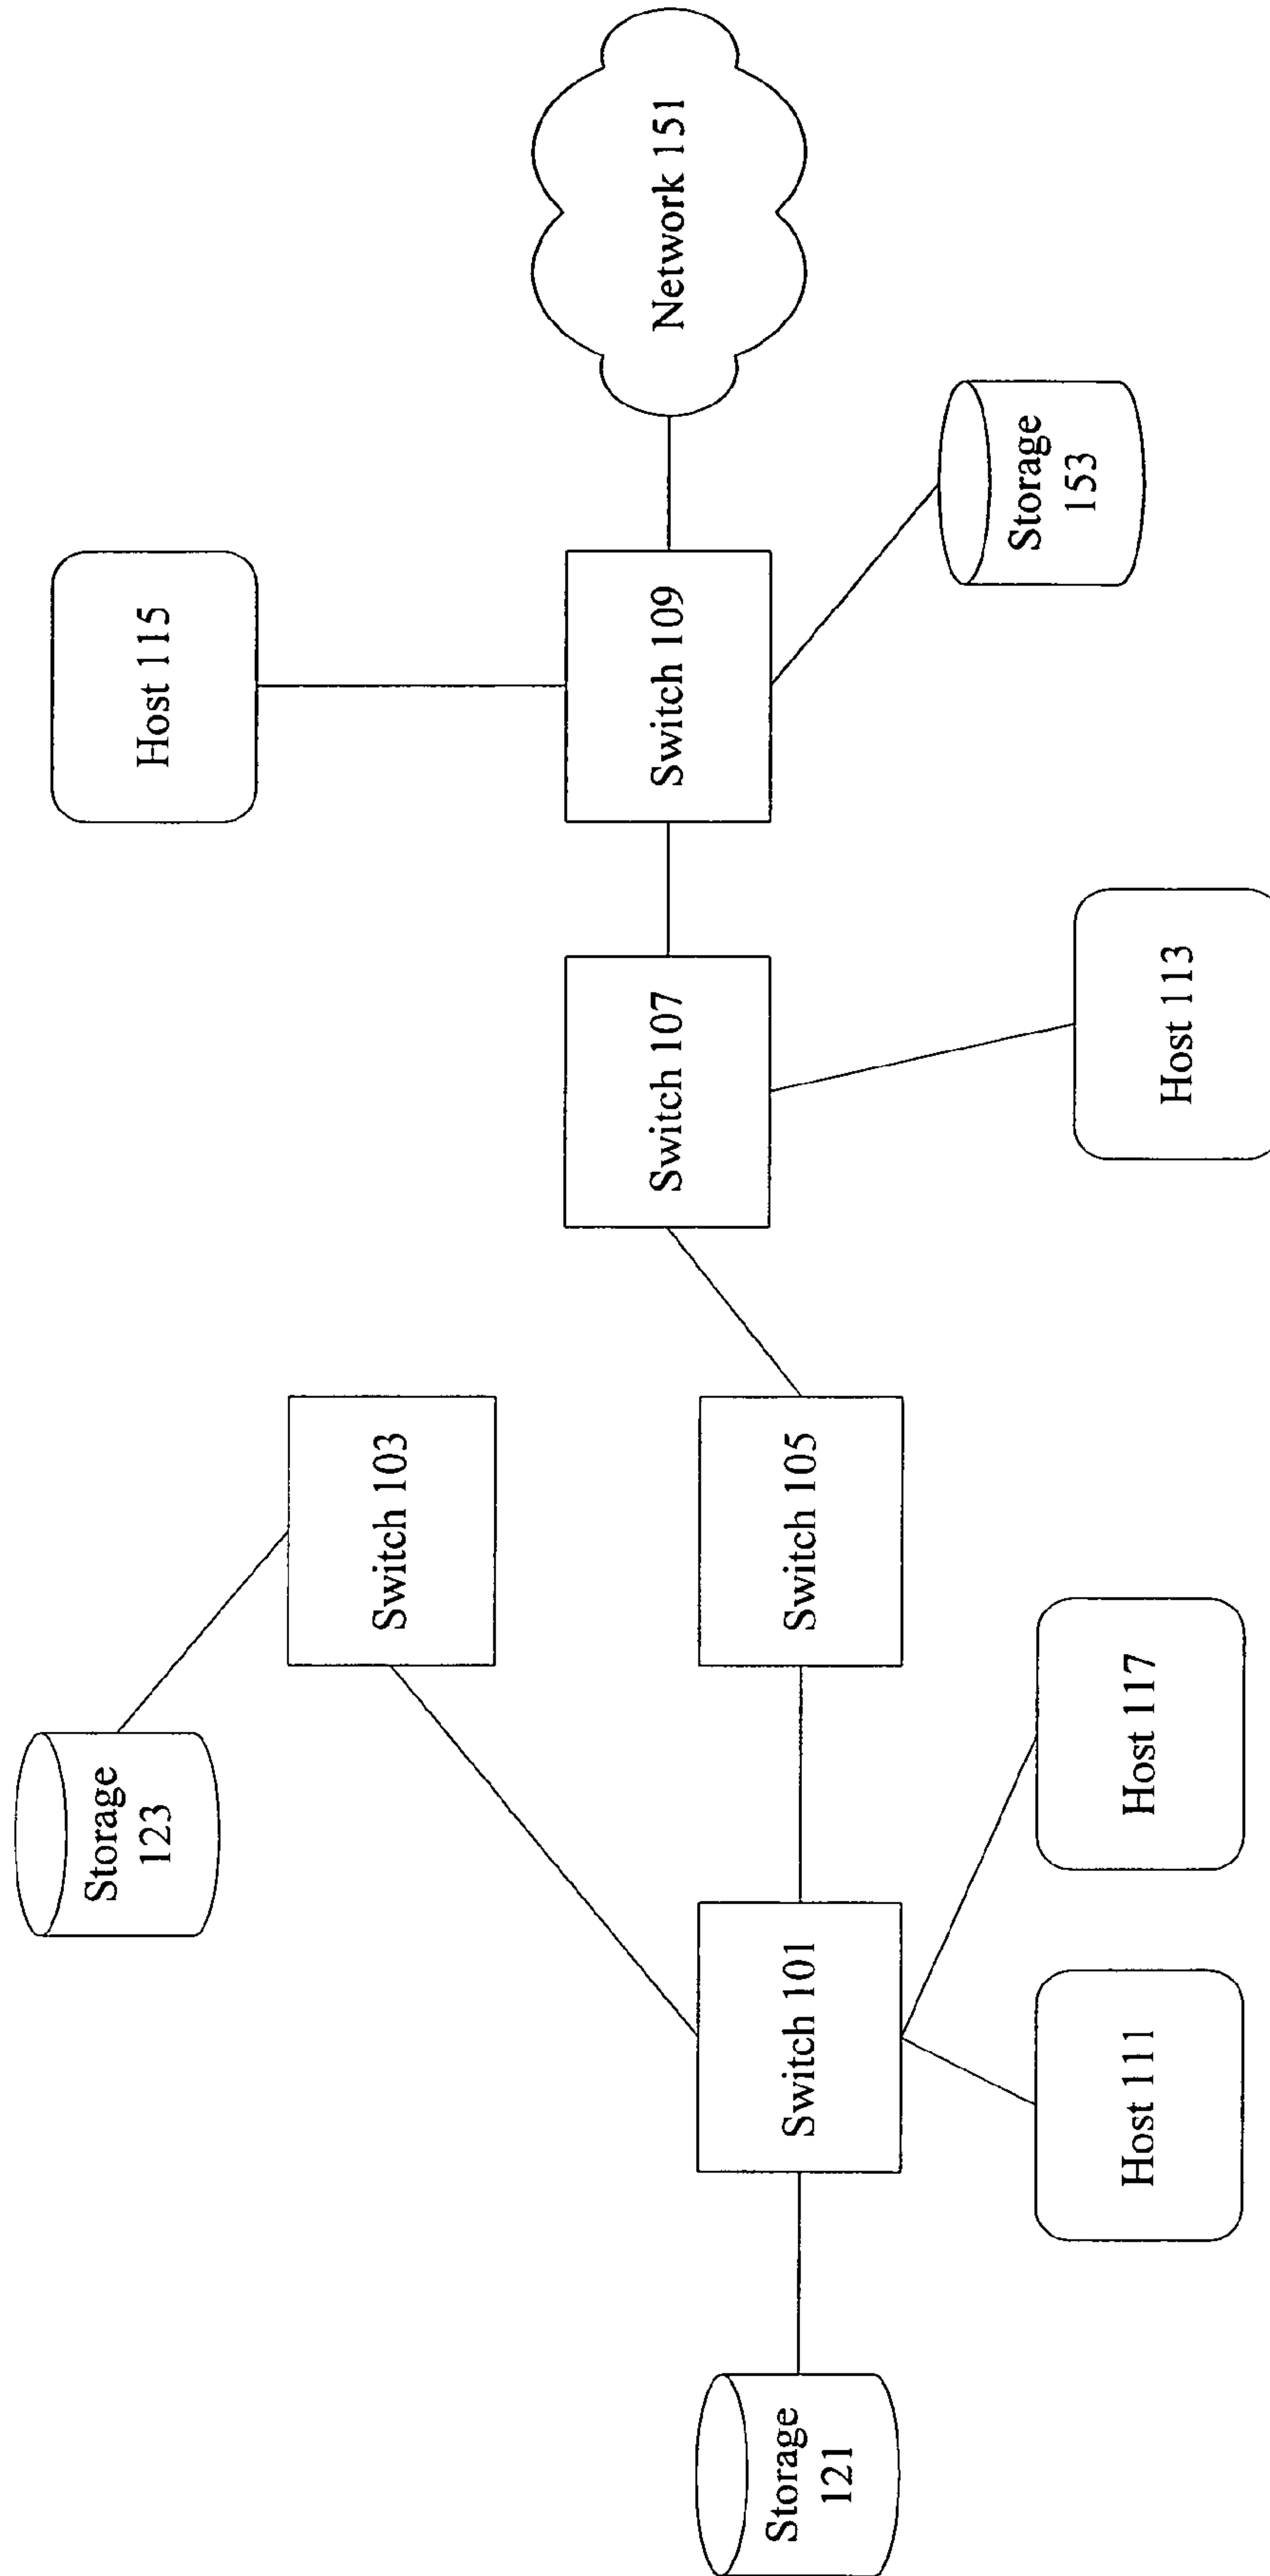 Storage
123
Host 115
Switch 103
Storage
121
Switch 101
Switch 105
Switch 107
Switch 109
Network 151
Host 111
Host 117
Host 113
Storage
153